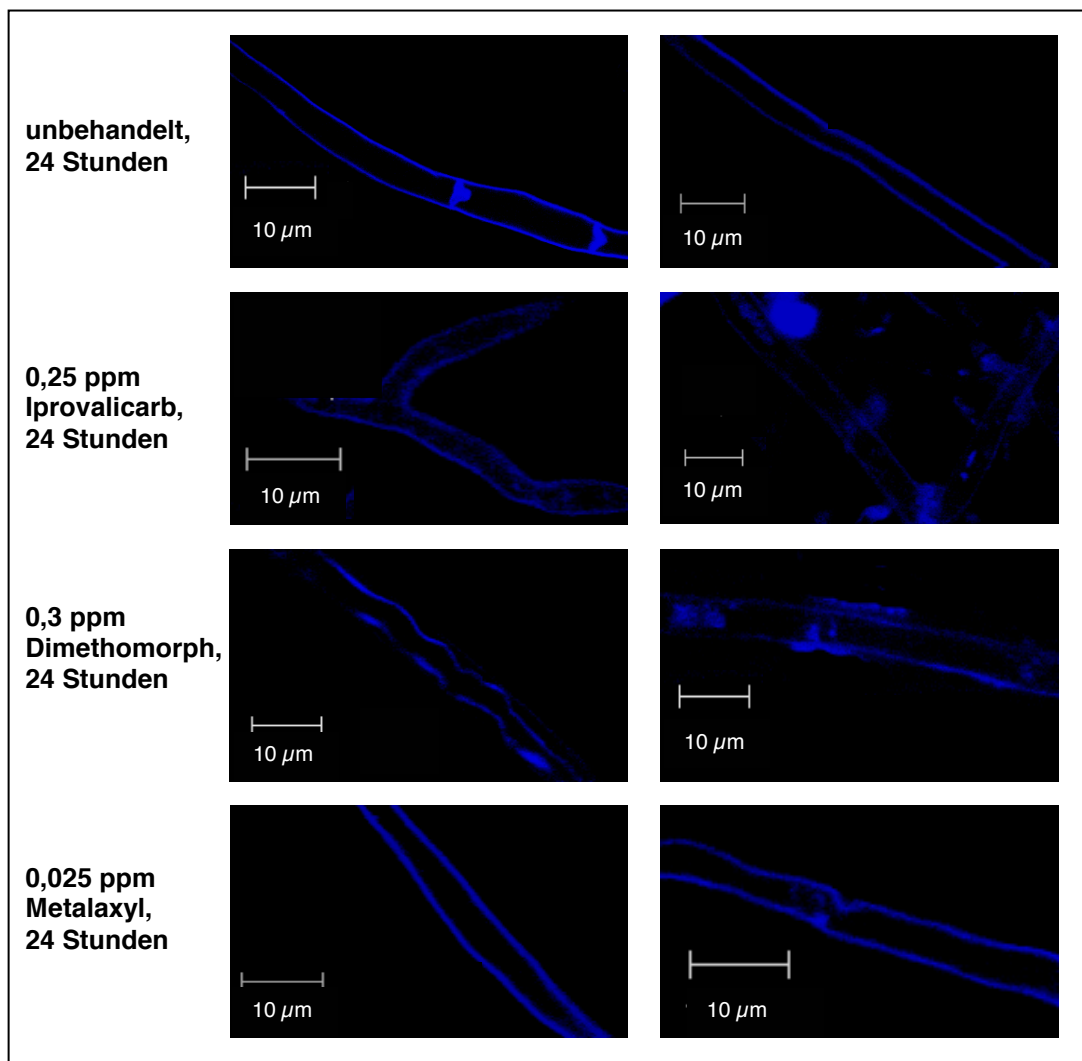 unbehandelt,
24 Stunden
10 µm
10 µm
0,25 ppm
Iprovalicarb,
24 Stunden
10 µm
10 µm
0,3 ppm
Dimethomorph,
24 Stunden
10 µm
10 µm
0,025 ppm
Metalaxyl,
24 Stunden
10 µm
10 µm